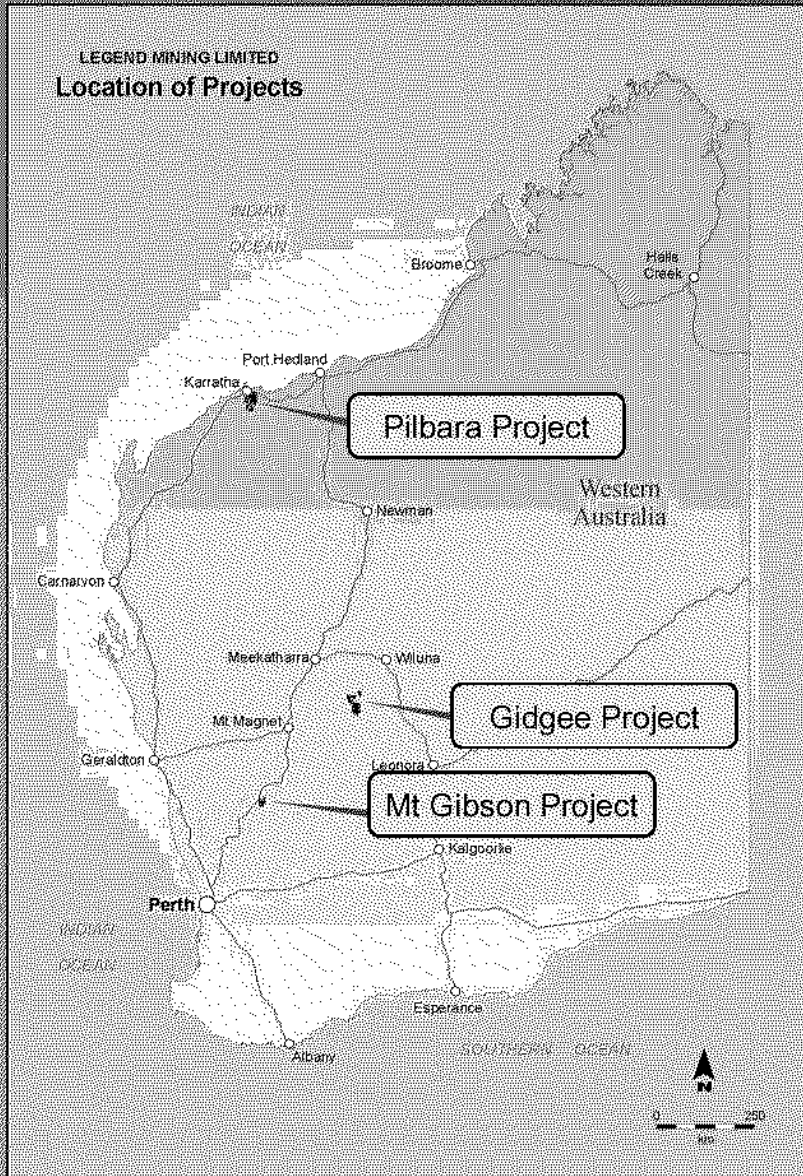 LEGEND MINING LIMITED
Location of Projects
INDIAN
OCEAN
Broome
Halls
Creek
Port Hedland
Karratha
Pilbara Project
Western
Australia
Newman
Carnarvon
Meekatharra
Wiluna
Gidgee Project
Mt Magnet
Geraldton
Leonora
Mt Gibson Project
Kalgoorlie
Perth
INDIAN
OCEAN
Esperance
SOUTHERN OCEAN
Albany
N
0 250
km